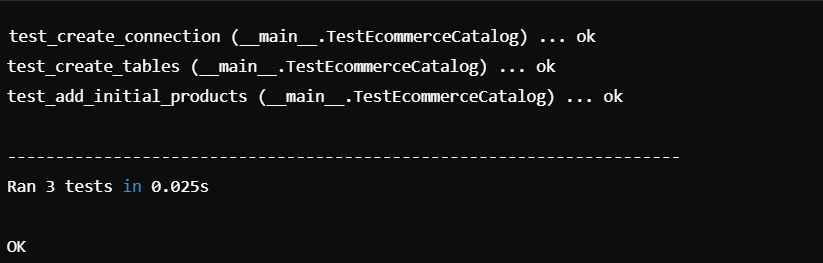 test_create_connection (__main__.TestEcommerceCatalog) ... ok
test_create_tables (__main__.TestEcommerceCatalog) ... ok
test_add_initial_products (__main__.TestEcommerceCatalog) ... ok
----------------------------------------------------------------------
Ran 3 tests in 0.025s
OK